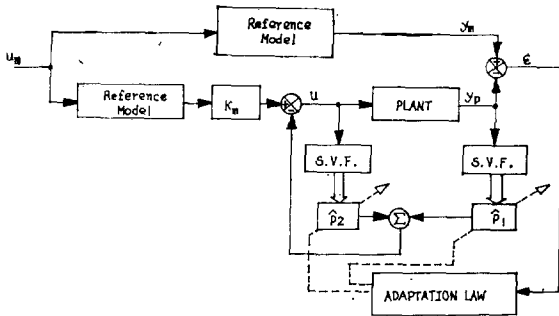 Reference
Model
y_m
u_m
ε
Reference
Model
K_m
u
PLANT
y_p
S.V.F.
S.V.F.
p̂2
Σ
p̂1
ADAPTATION LAW